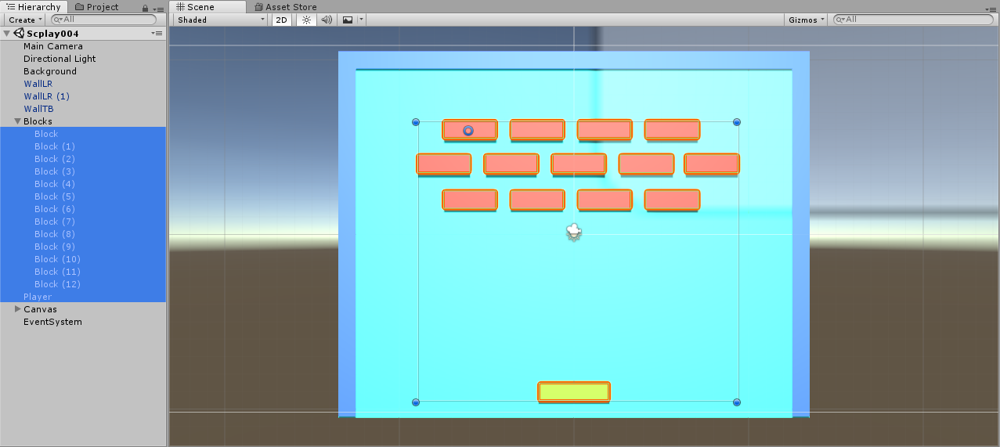 Hierarchy Project
Create All
Scplay004
Main Camera
Directional Light
Background
WallLR
WallLR (1)
WallTB
Blocks
Block
Block (1)
Block (2)
Block (3)
Block (4)
Block (5)
Block (6)
Block (7)
Block (8)
Block (9)
Block (10)
Block (11)
Block (12)
Player
Canvas
EventSystem
Scene Asset Store
Shaded 2D Gizmos All